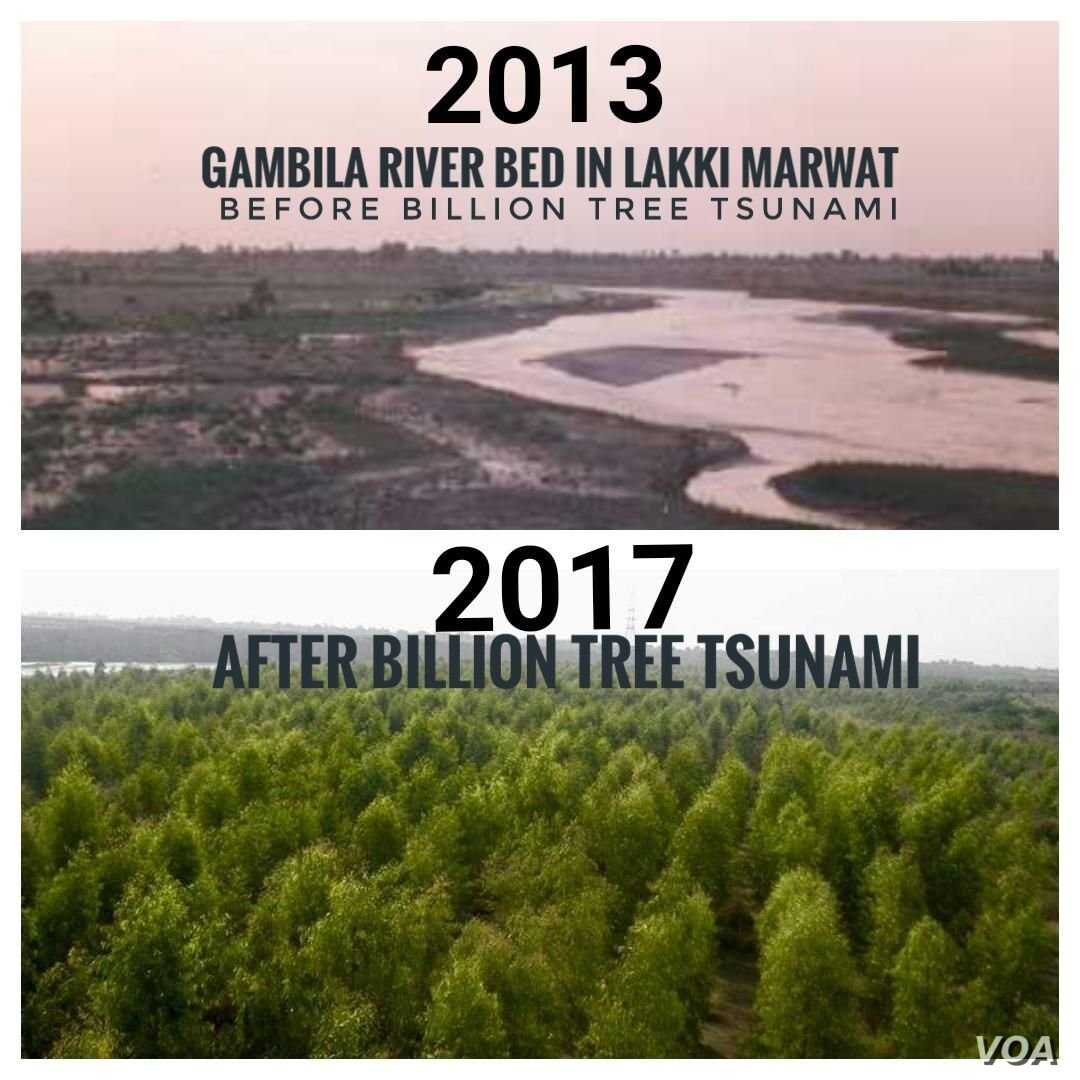 2013
GAMBILA RIVER BED IN LAKKI MARWAT
BEFORE BILLION TREE TSUNAMI
2017
AFTER BILLION TREE TSUNAMI
VOA